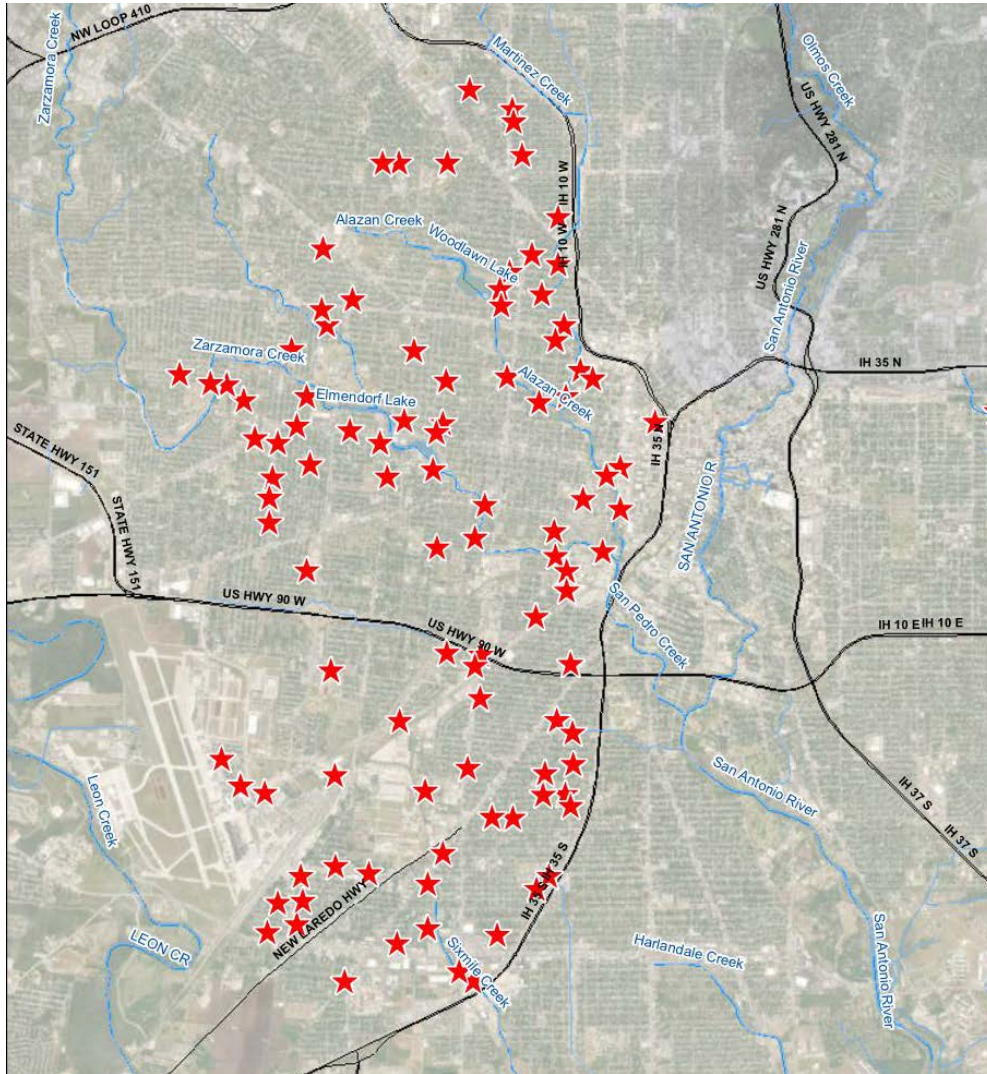 NW LOOP 410
Zarzamora Creek
Martinez Creek
Olmos Creek
US HWY 281 N
IH 10 W
Alazan Creek
Woodlawn Lake
IH 10 W
US HWY 281 N
San Antonio River
Zarzamora Creek
Elmendorf Lake
Alazan Creek
IH 35 N
IH 35 N
STATE HWY 151
STATE HWY 151
SAN ANTONIO R
US HWY 90 W
US HWY 90 W
San Pedro Creek
IH 10 E
IH 10 E
Leon Creek
San Antonio River
IH 37 S
IH 37 S
IH 35 S
IH 35 S
NEW LAREDO HWY
LEON CR
Sixmile Creek
Harlandale Creek
San Antonio River